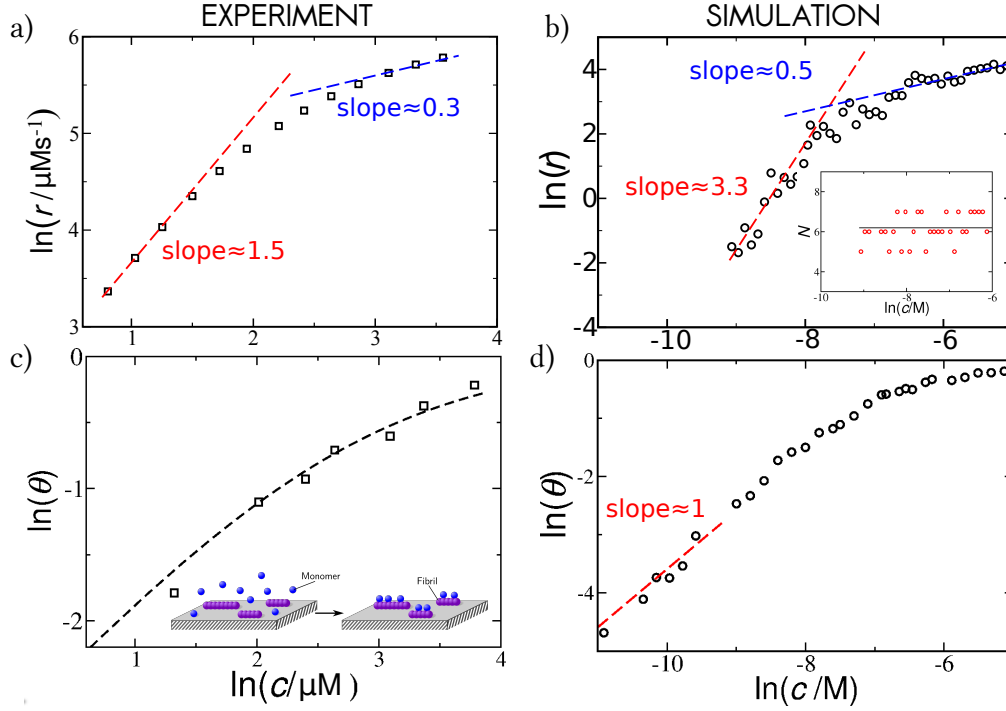 EXPERIMENT
SIMULATION
a)
6
5
4
3
ln(r/μMs⁻¹)
slope≈0.3
slope≈1.5
1
2
3
4
b)
4
2
0
-2
-4
ln(r)
slope≈0.5
slope≈3.3
8
6
4
N
-10
-8
-6
ln(c/M)
-10
-8
-6
c)
0
-1
-2
ln(θ)
Monomer
Fibril
1
2
3
4
ln(c/μM)
d)
0
-2
-4
ln(θ)
slope≈1
-10
-8
-6
ln(c/M)